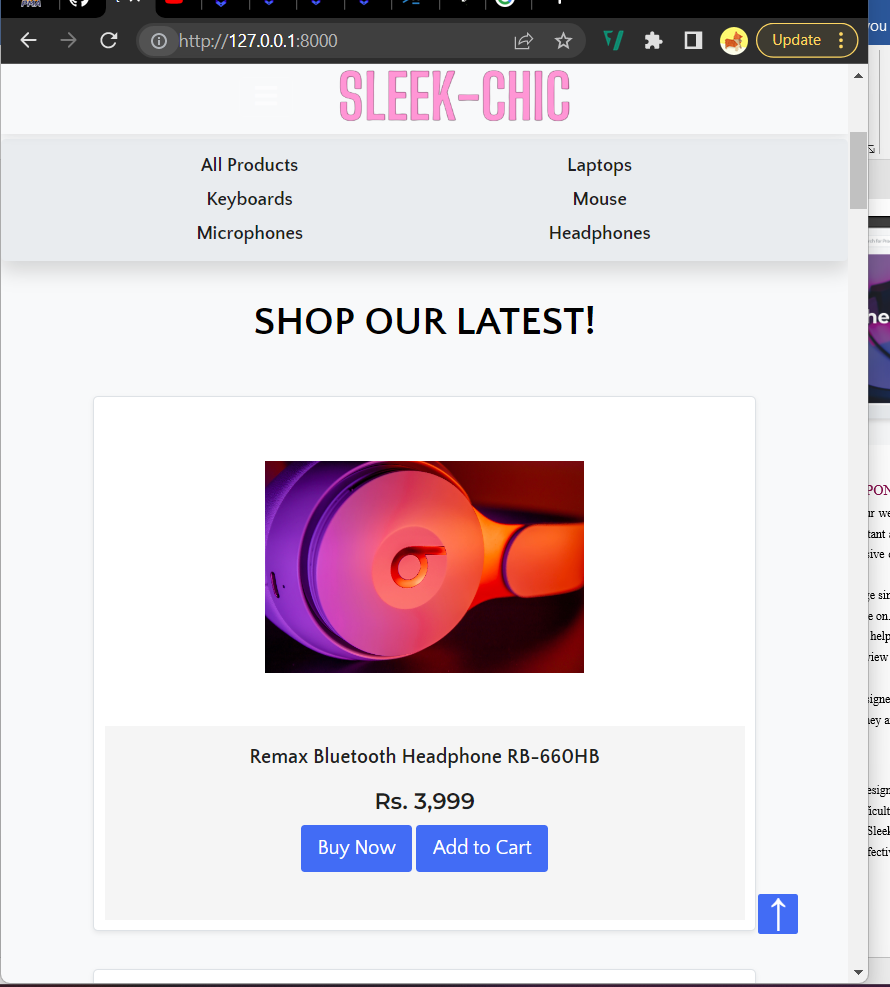 http://127.0.0.1:8000
Update
SLEEK-CHIC
All Products
Laptops
Keyboards
Mouse
Microphones
Headphones
SHOP OUR LATEST!
Remax Bluetooth Headphone RB-660HB
Rs. 3,999
Buy Now
Add to Cart